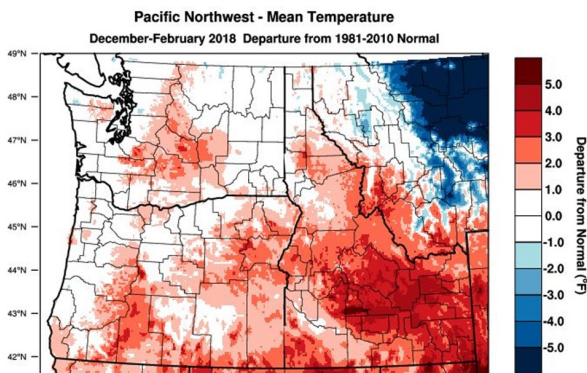 Pacific Northwest - Mean Temperature
December-February 2018 Departure from 1981-2010 Normal
49°N
48°N
47°N
46°N
45°N
44°N
43°N
42°N
5.0
4.0
3.0
2.0
1.0
0.0
-1.0
-2.0
-3.0
-4.0
-5.0
Departure from Normal (°F)